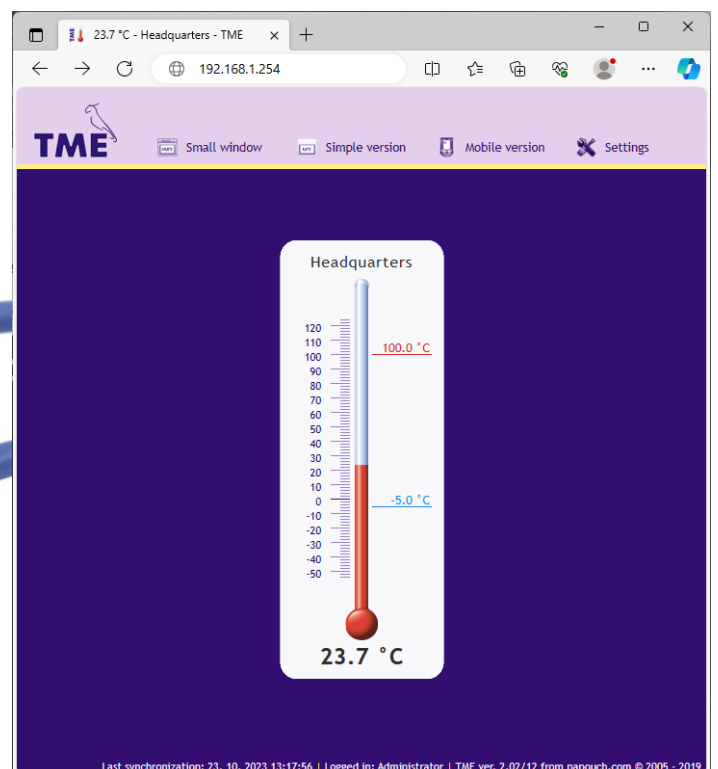 23.7 °C - Headquarters - TME
192.168.1.254
TME
Small window
Simple version
Mobile version
Settings
Headquarters
120
110
100.0 °C
100
90
80
70
60
50
40
30
20
10
0
-5.0 °C
-10
-20
-30
-40
-50
23.7 °C
Last synchronization: 23. 10. 2023 13:17:56 | Logged in: Administrator | TME ver. 2.02/12 from papouch.com © 2005 - 2019